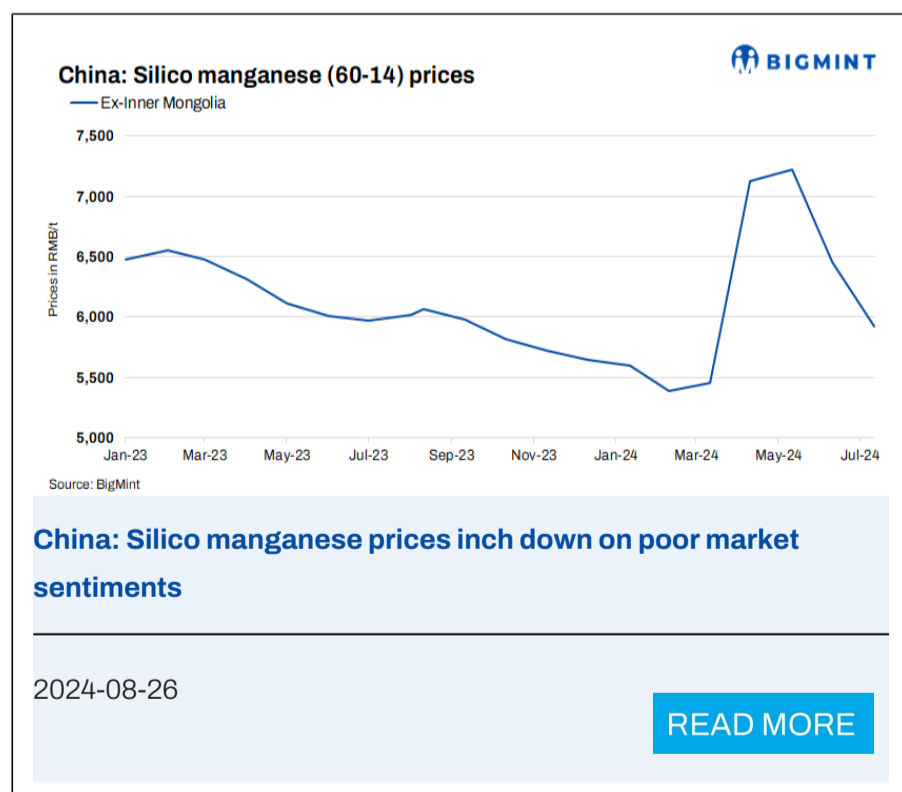 BIGMINT
China: Silico manganese (60-14) prices
Ex-Inner Mongolia
7,500
7,000
6,500
6,000
5,500
5,000
Prices in RMB/t
Jan-23 Mar-23 May-23 Jul-23 Sep-23 Nov-23 Jan-24 Mar-24 May-24 Jul-24
Source: BigMint
China: Silico manganese prices inch down on poor market
sentiments
2024-08-26
READ MORE